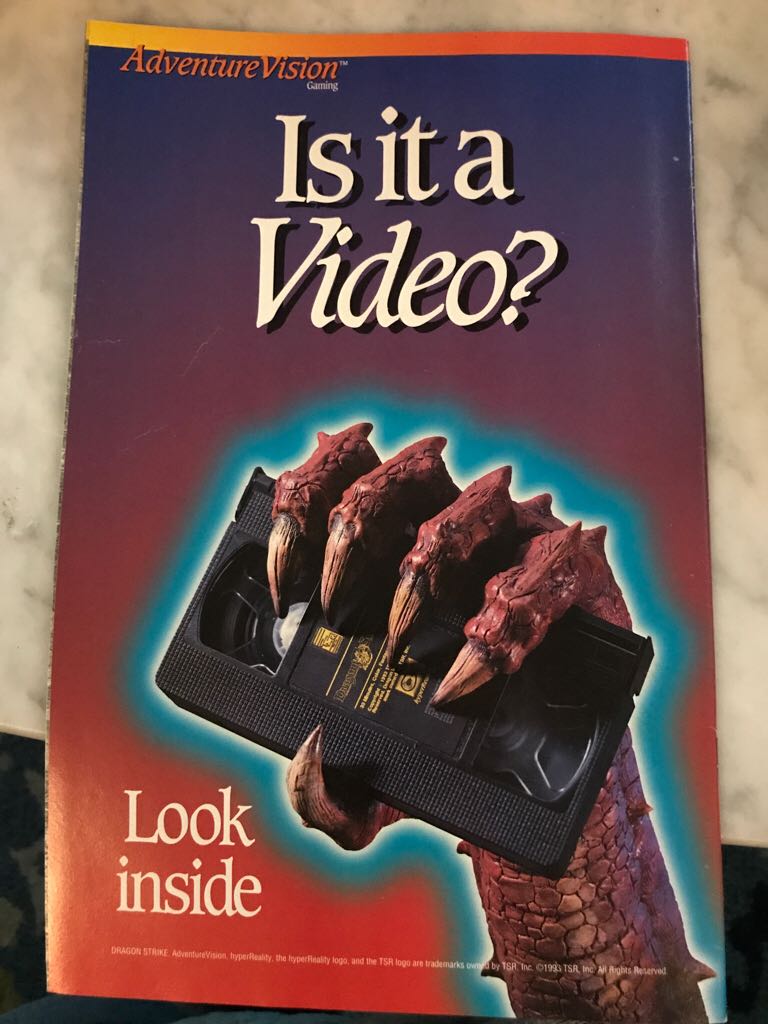 AdventureVision™
Gaming
Is it a
Video?
Look
inside
DRAGON STRIKE, AdventureVision, hyperReality, the hyperReality logo, and the TSR logo are trademarks owned by TSR, Inc. ©1993 TSR, Inc. All Rights Reserved.